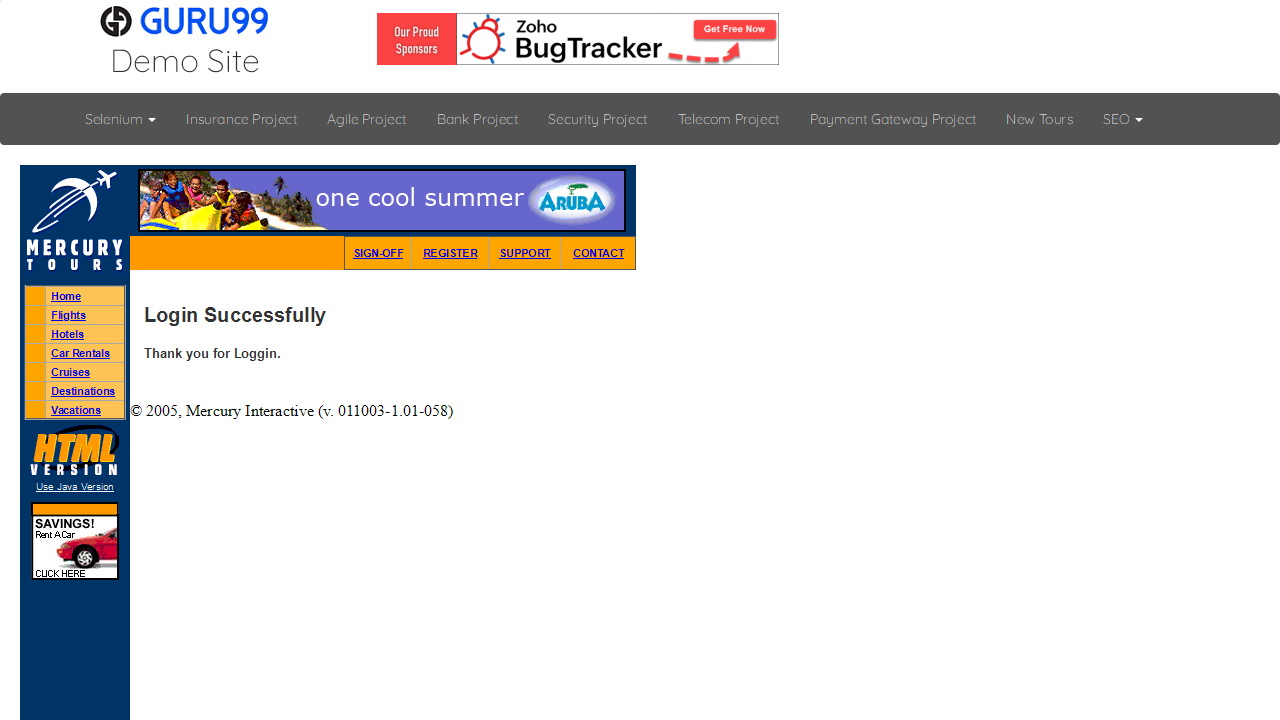 GURU99
Demo Site
Our Proud
Sponsors
Zoho
BugTracker
Get Free Now
Selenium
Insurance Project
Agile Project
Bank Project
Security Project
Telecom Project
Payment Gateway Project
New Tours
SEO
MERCURY
TOURS
one cool summer
ARUBA
SIGN-OFF
REGISTER
SUPPORT
CONTACT
Home
Flights
Hotels
Car Rentals
Cruises
Destinations
Vacations
HTML
VERSION
Use Java Version
SAVINGS!
Rent A Car
CLICK HERE
Login Successfully
Thank you for Loggin.
© 2005, Mercury Interactive (v. 011003-1.01-058)